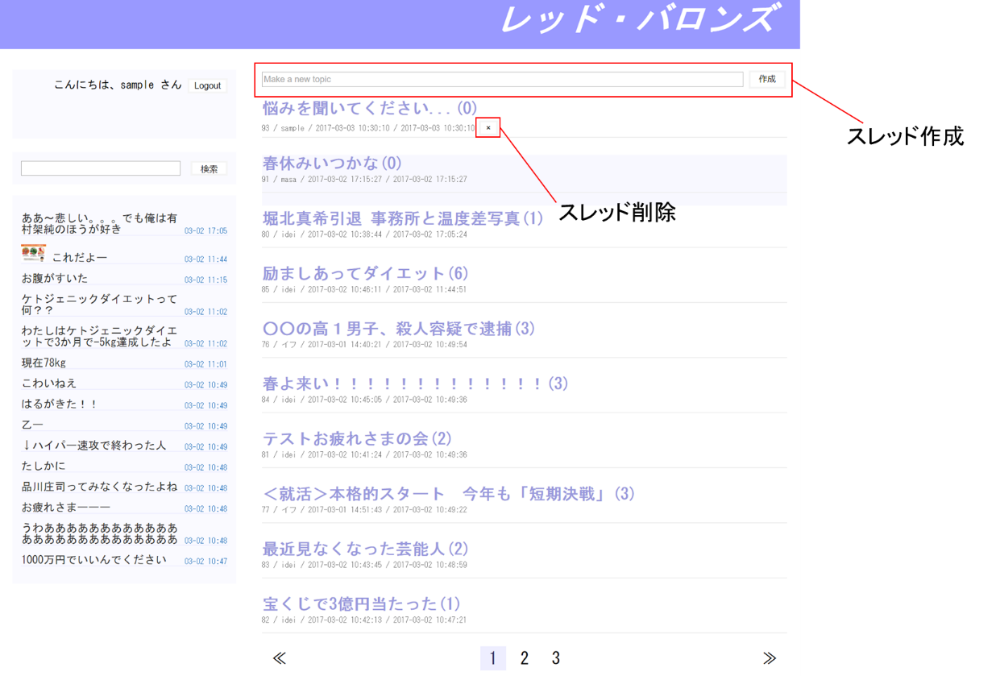 レッド・バロンズ
こんにちは、sample さん Logout
検索
ああ～悲しい。。。でも俺は有
村架純のほうが好き 03-02 17:05
これだよー 03-02 11:44
お腹がすいた 03-02 11:15
ケトジェニックダイエットって
何？？ 03-02 11:02
わたしはケトジェニックダイエ
ットで3か月で-5kg達成したよ 03-02 11:02
現在78kg 03-02 11:01
こわいねえ 03-02 10:49
はるがきた！！ 03-02 10:49
乙ー 03-02 10:49
↓ハイパー速攻で終わった人 03-02 10:49
たしかに 03-02 10:48
品川庄司ってみなくなったよね 03-02 10:48
お疲れさまーーー 03-02 10:48
うわああああああああああああ
ああああああああああああああ 03-02 10:48
1000万円でいいんでください 03-02 10:47
Make a new topic 作成
スレッド作成
悩みを聞いてください...(0)
93 / sample / 2017-03-03 10:30:10 / 2017-03-03 10:30:10 ×
スレッド削除
春休みいつかな(0)
91 / masa / 2017-03-02 17:15:27 / 2017-03-02 17:15:27
堀北真希引退 事務所と温度差写真(1)
80 / idei / 2017-03-02 10:38:44 / 2017-03-02 17:05:24
励ましあってダイエット(6)
85 / idei / 2017-03-02 10:46:11 / 2017-03-02 11:44:51
〇〇の高１男子、殺人容疑で逮捕(3)
76 / イフ / 2017-03-01 14:40:21 / 2017-03-02 10:49:54
春よ来い！！！！！！！！！！！！！(3)
84 / idei / 2017-03-02 10:45:05 / 2017-03-02 10:49:36
テストお疲れさまの会(2)
81 / idei / 2017-03-02 10:41:24 / 2017-03-02 10:49:36
＜就活＞本格的スタート　今年も「短期決戦」(3)
77 / イフ / 2017-03-01 14:51:43 / 2017-03-02 10:49:22
最近見なくなった芸能人(2)
83 / idei / 2017-03-02 10:43:45 / 2017-03-02 10:48:59
宝くじで3億円当たった(1)
82 / idei / 2017-03-02 10:42:13 / 2017-03-02 10:47:21
≪ 1 2 3 ≫